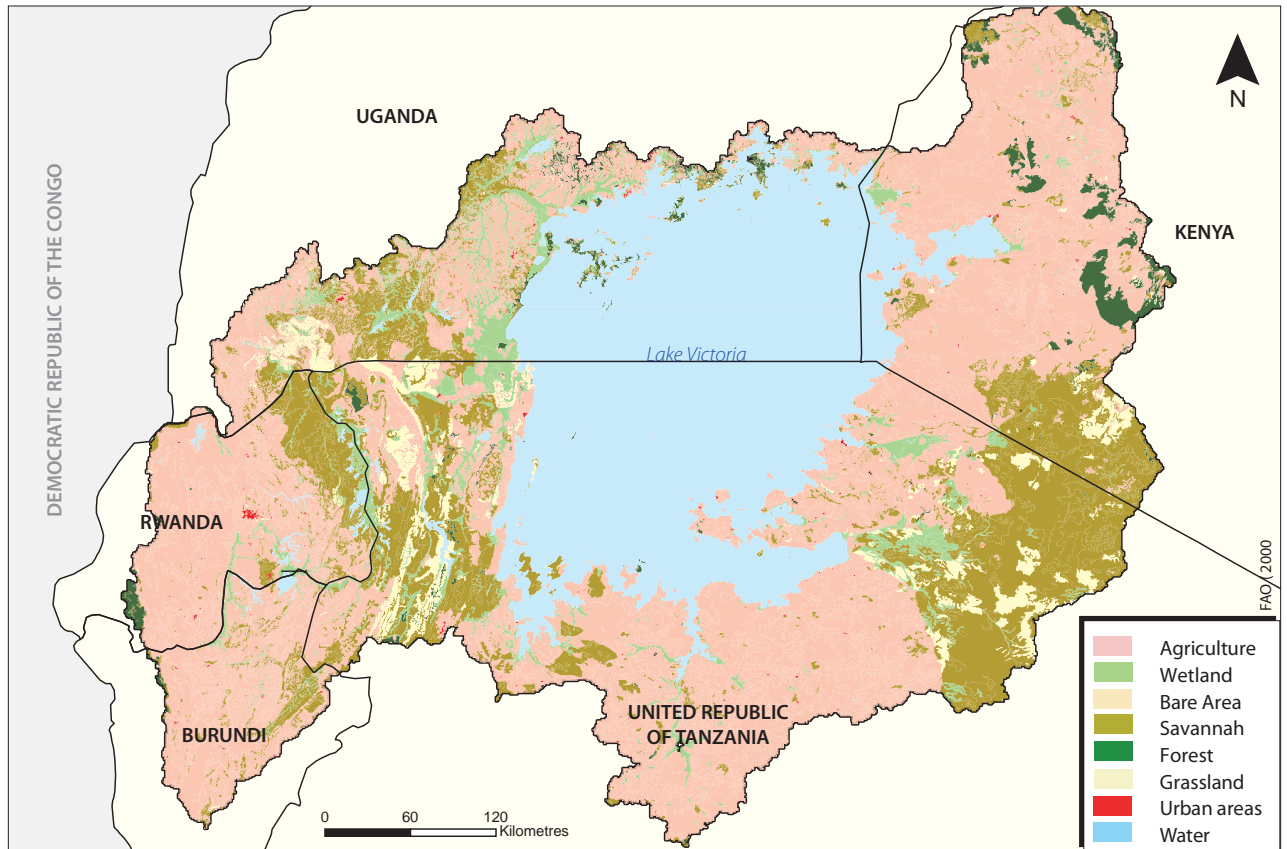 UGANDA
N
DEMOCRATIC REPUBLIC OF THE CONGO
KENYA
Lake Victoria
RWANDA
FAO, 2000
BURUNDI
UNITED REPUBLIC
OF TANZANIA
0 60 120
Kilometres
Agriculture
Wetland
Bare Area
Savannah
Forest
Grassland
Urban areas
Water